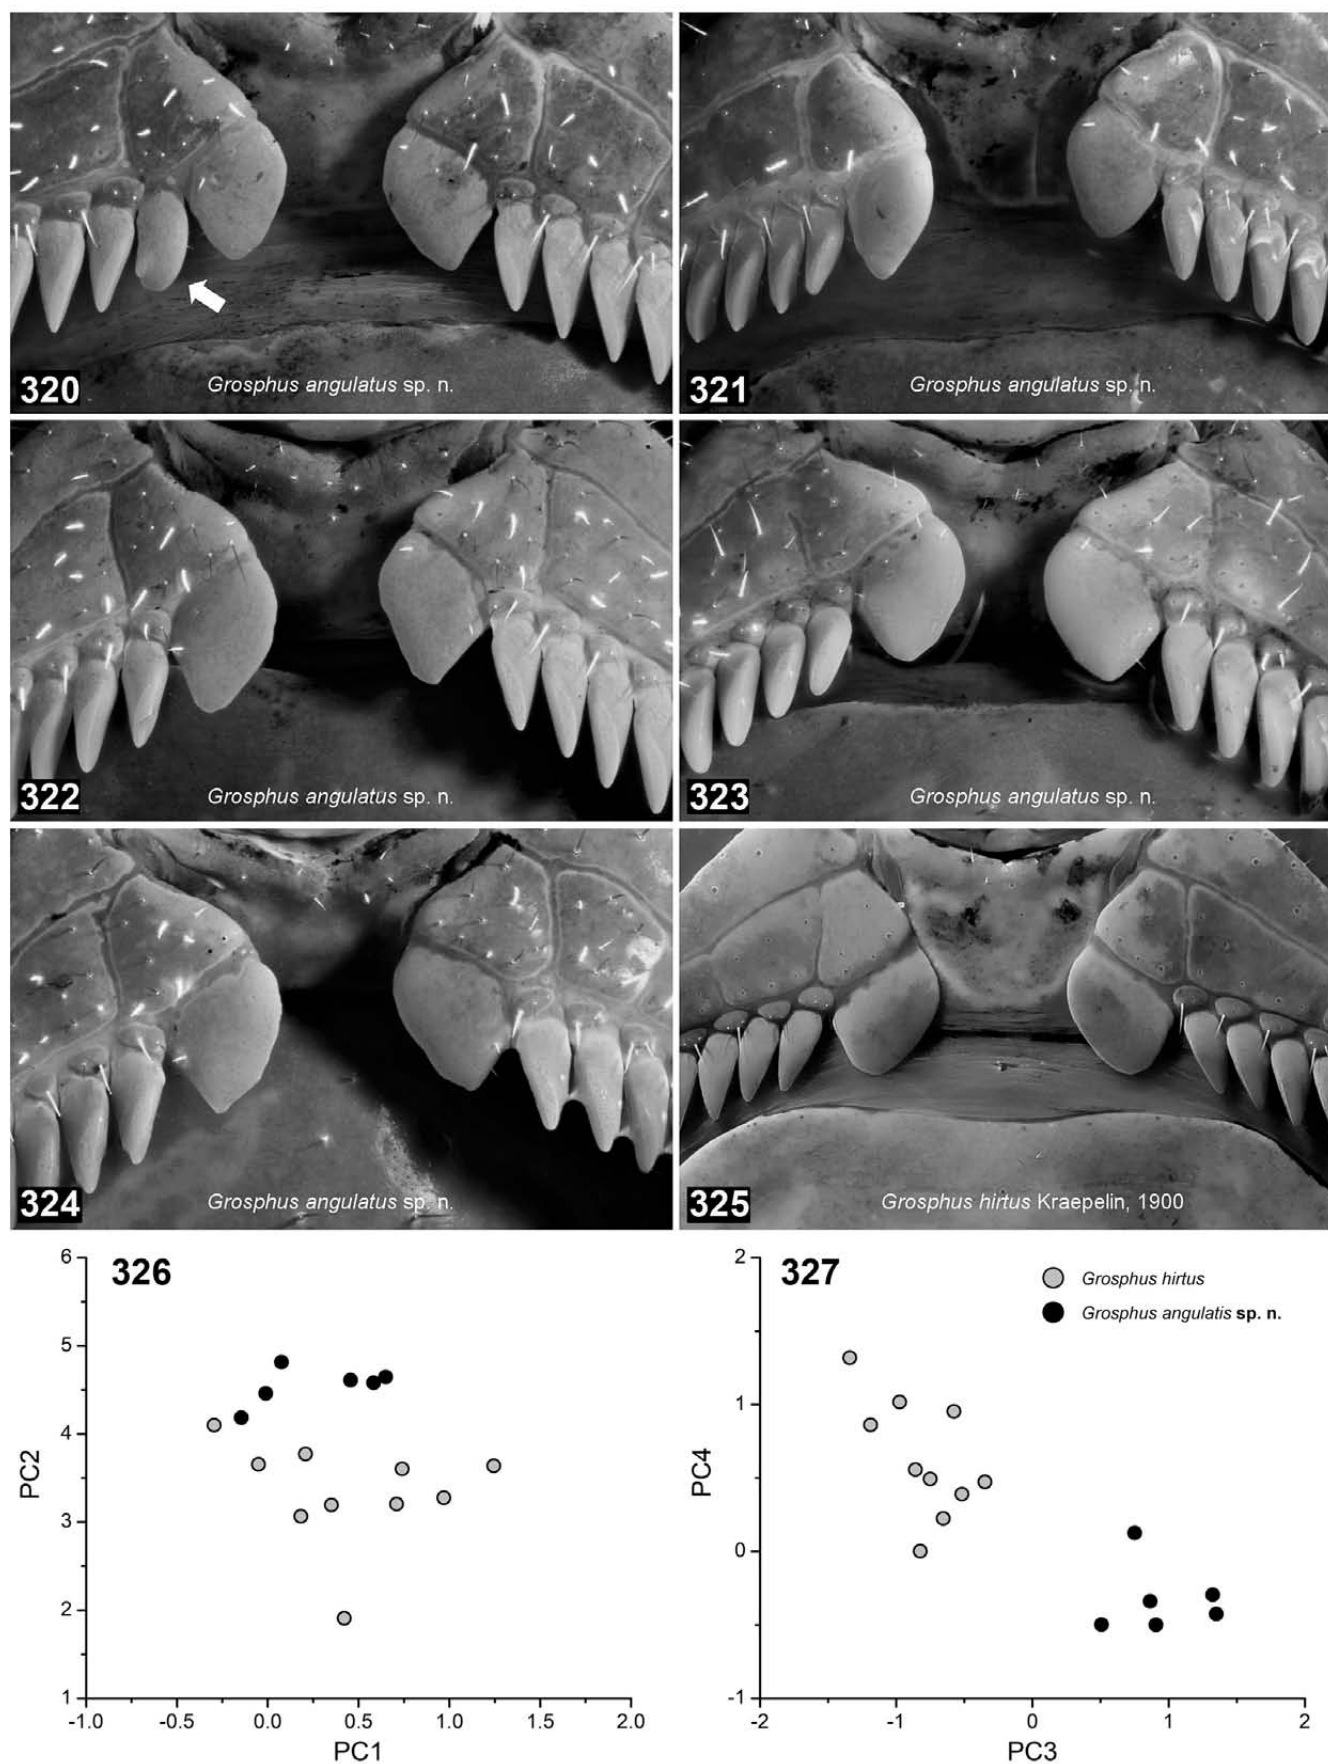 320
Grosphus angulatus sp. n.
321
Grosphus angulatus sp. n.
322
Grosphus angulatus sp. n.
323
Grosphus angulatus sp. n.
324
Grosphus angulatus sp. n.
325
Grosphus hirtus Kraepelin, 1900
326
6
5
4
3
2
1
PC2
-1.0 -0.5 0.0 0.5 1.0 1.5 2.0
PC1
327
Grosphus hirtus
Grosphus angulatis sp. n.
2
1
0
-1
PC4
-2 -1 0 1 2
PC3